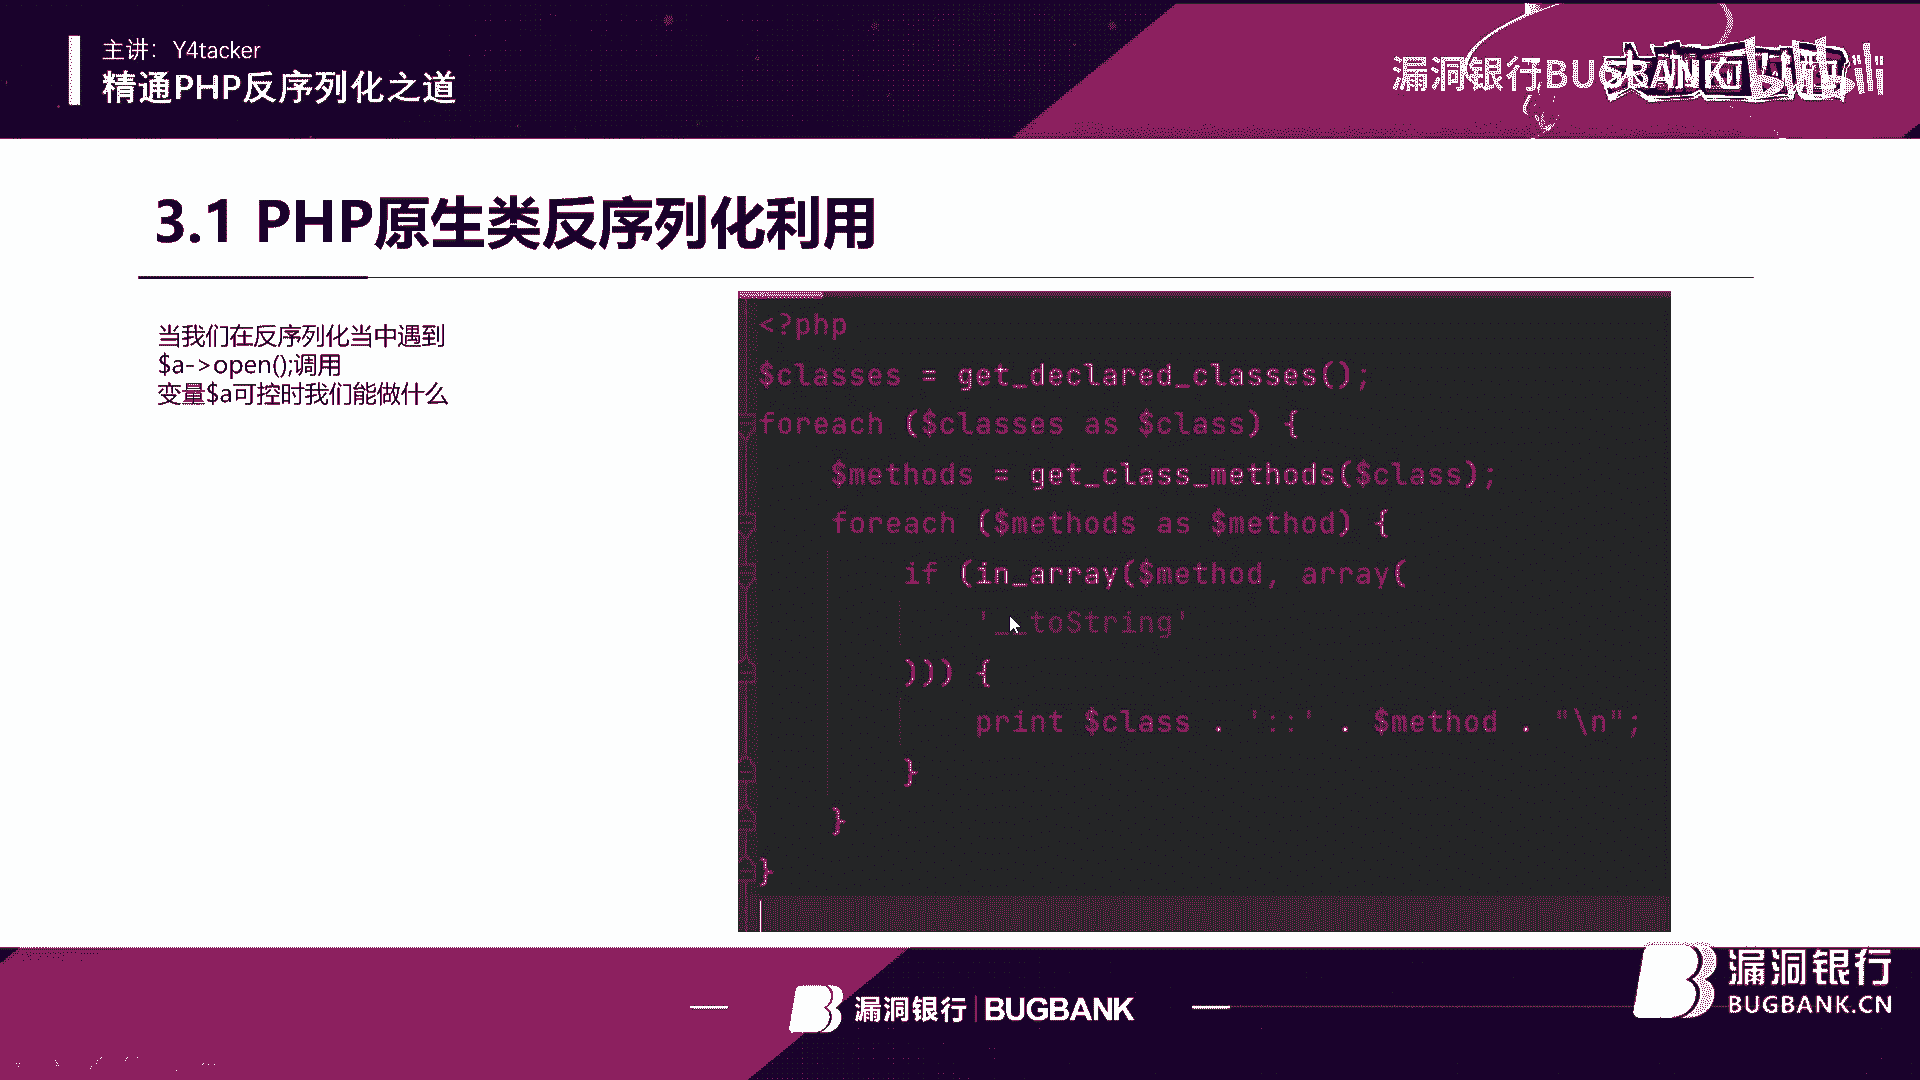 主讲：Y4tacker
精通PHP反序列化之道
漏洞银行BUGBANK
3.1 PHP原生类反序列化利用
当我们在反序列化当中遇到
$a->open();调用
变量$a可控时我们能做什么
<?php
$classes = get_declared_classes();
foreach ($classes as $class) {
    $methods = get_class_methods($class);
    foreach ($methods as $method) {
        if (in_array($method, array(
            '__toString'
        ))) {
            print $class . '::' . $method . "\n";
        }
    }
}
漏洞银行 | BUGBANK
漏洞银行
BUGBANK.CN